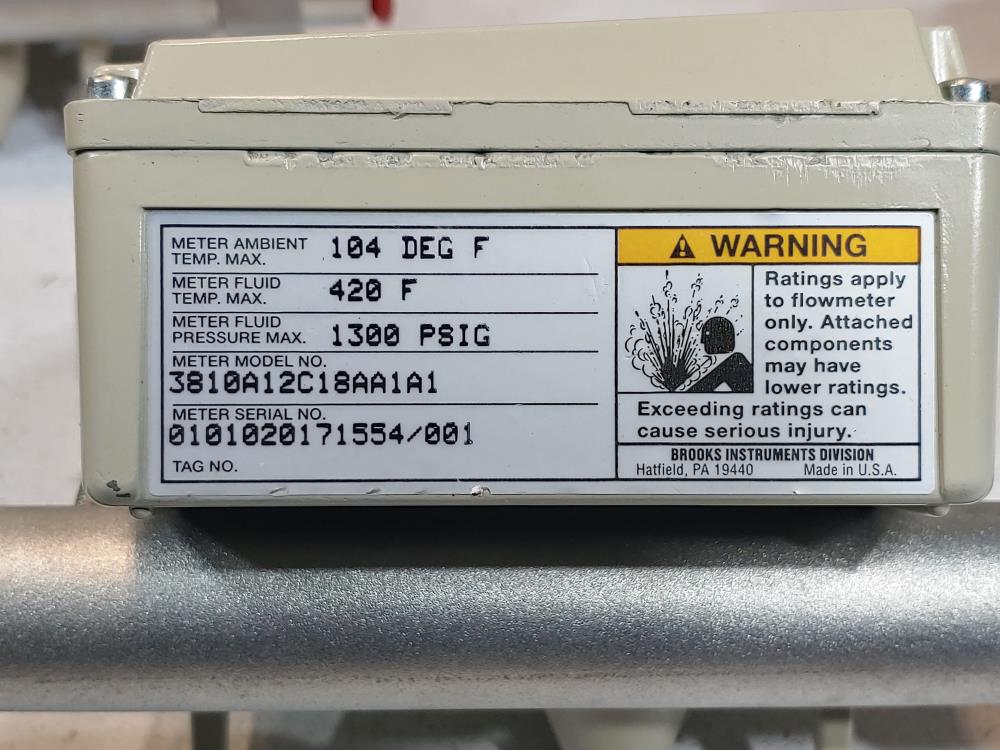 METER AMBIENT
TEMP. MAX. 104 DEG F
METER FLUID
TEMP. MAX. 420 F
METER FLUID
PRESSURE MAX. 1300 PSIG
METER MODEL NO.
3810A12C18AA1A1
METER SERIAL NO.
0101020171554/001
TAG NO.
WARNING
Ratings apply
to flowmeter
only. Attached
components
may have
lower ratings.
Exceeding ratings can
cause serious injury.
BROOKS INSTRUMENTS DIVISION
Hatfield, PA 19440 Made in U.S.A.